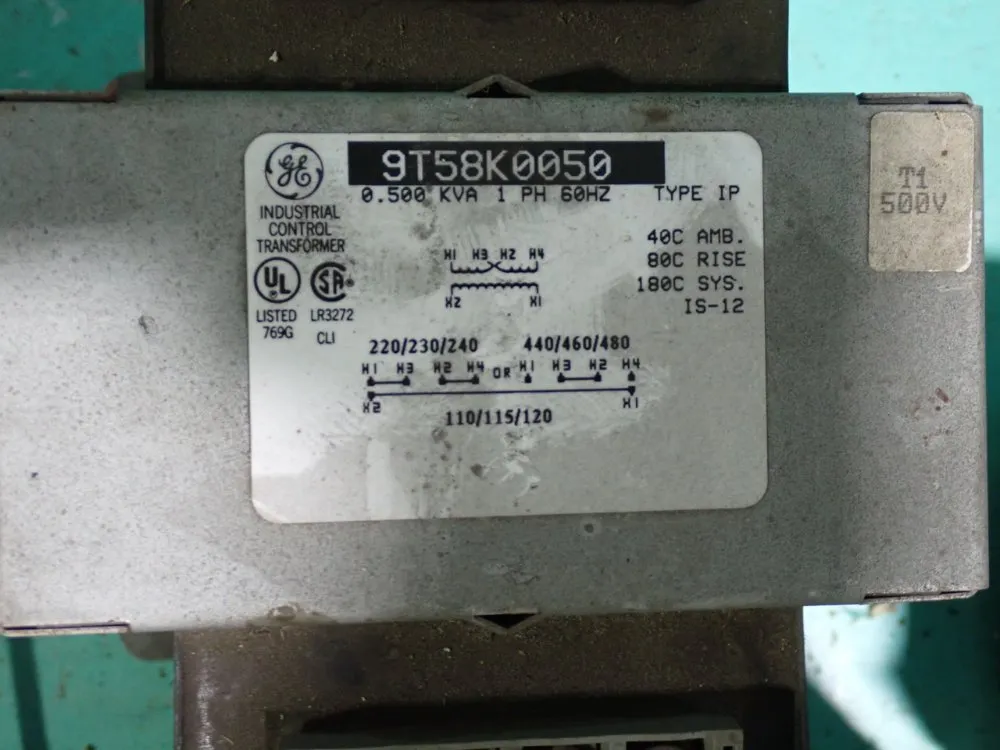 GE
9T58K0050
0.500 KVA 1 PH 60HZ TYPE IP
INDUSTRIAL
CONTROL
TRANSFORMER
UL
SA
LISTED LR3272
769G CLI
H1 H3 H2 H4
X2 X1
40C AMB.
80C RISE
180C SYS.
IS-12
220/230/240 440/460/480
H1 H3 H2 H4 OR H1 H3 H2 H4
X2 X1
110/115/120
T1
500V